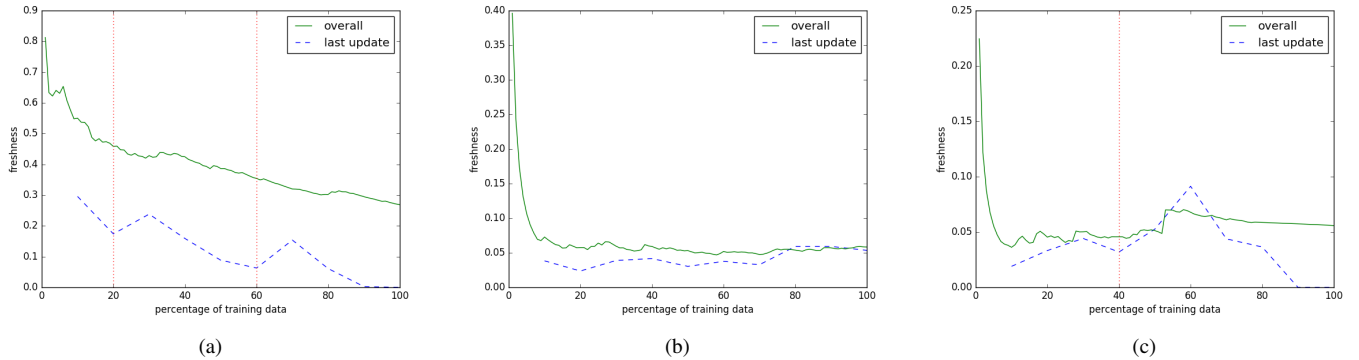 0.9
0.8
0.7
0.6
0.5
0.4
0.3
0.2
0.1
0.0
freshness
overall
last update
0 20 40 60 80 100
percentage of training data
(a)
0.40
0.35
0.30
0.25
0.20
0.15
0.10
0.05
0.00
freshness
overall
last update
0 20 40 60 80 100
percentage of training data
(b)
0.25
0.20
0.15
0.10
0.05
0.00
freshness
overall
last update
0 20 40 60 80 100
percentage of training data
(c)